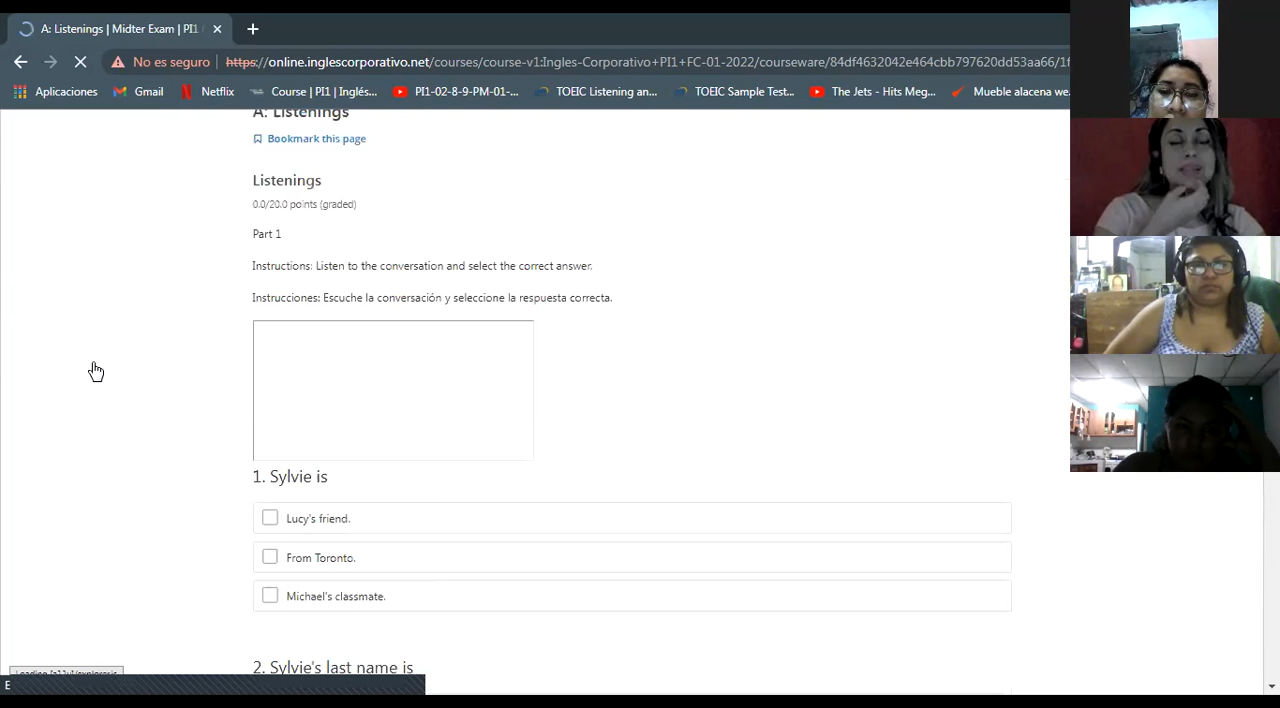 A: Listenings | Midter Exam | PI1
No es seguro
https://online.inglescorporativo.net/courses/course-v1:Ingles-Corporativo+PI1+FC-01-2022/courseware/84df4632042e464cbb797620dd53aa66/1f
Aplicaciones Gmail Netflix Course | PI1 | Inglés... PI1-02-8-9-PM-01-... TOEIC Listening an... TOEIC Sample Test... The Jets - Hits Meg... Mueble alacena we...
A: Listenings
Bookmark this page
Listenings
0.0/20.0 points (graded)
Part 1
Instructions: Listen to the conversation and select the correct answer.
Instrucciones: Escuche la conversación y seleccione la respuesta correcta.
1. Sylvie is
Lucy's friend.
From Toronto.
Michael's classmate.
2. Sylvie's last name is
E